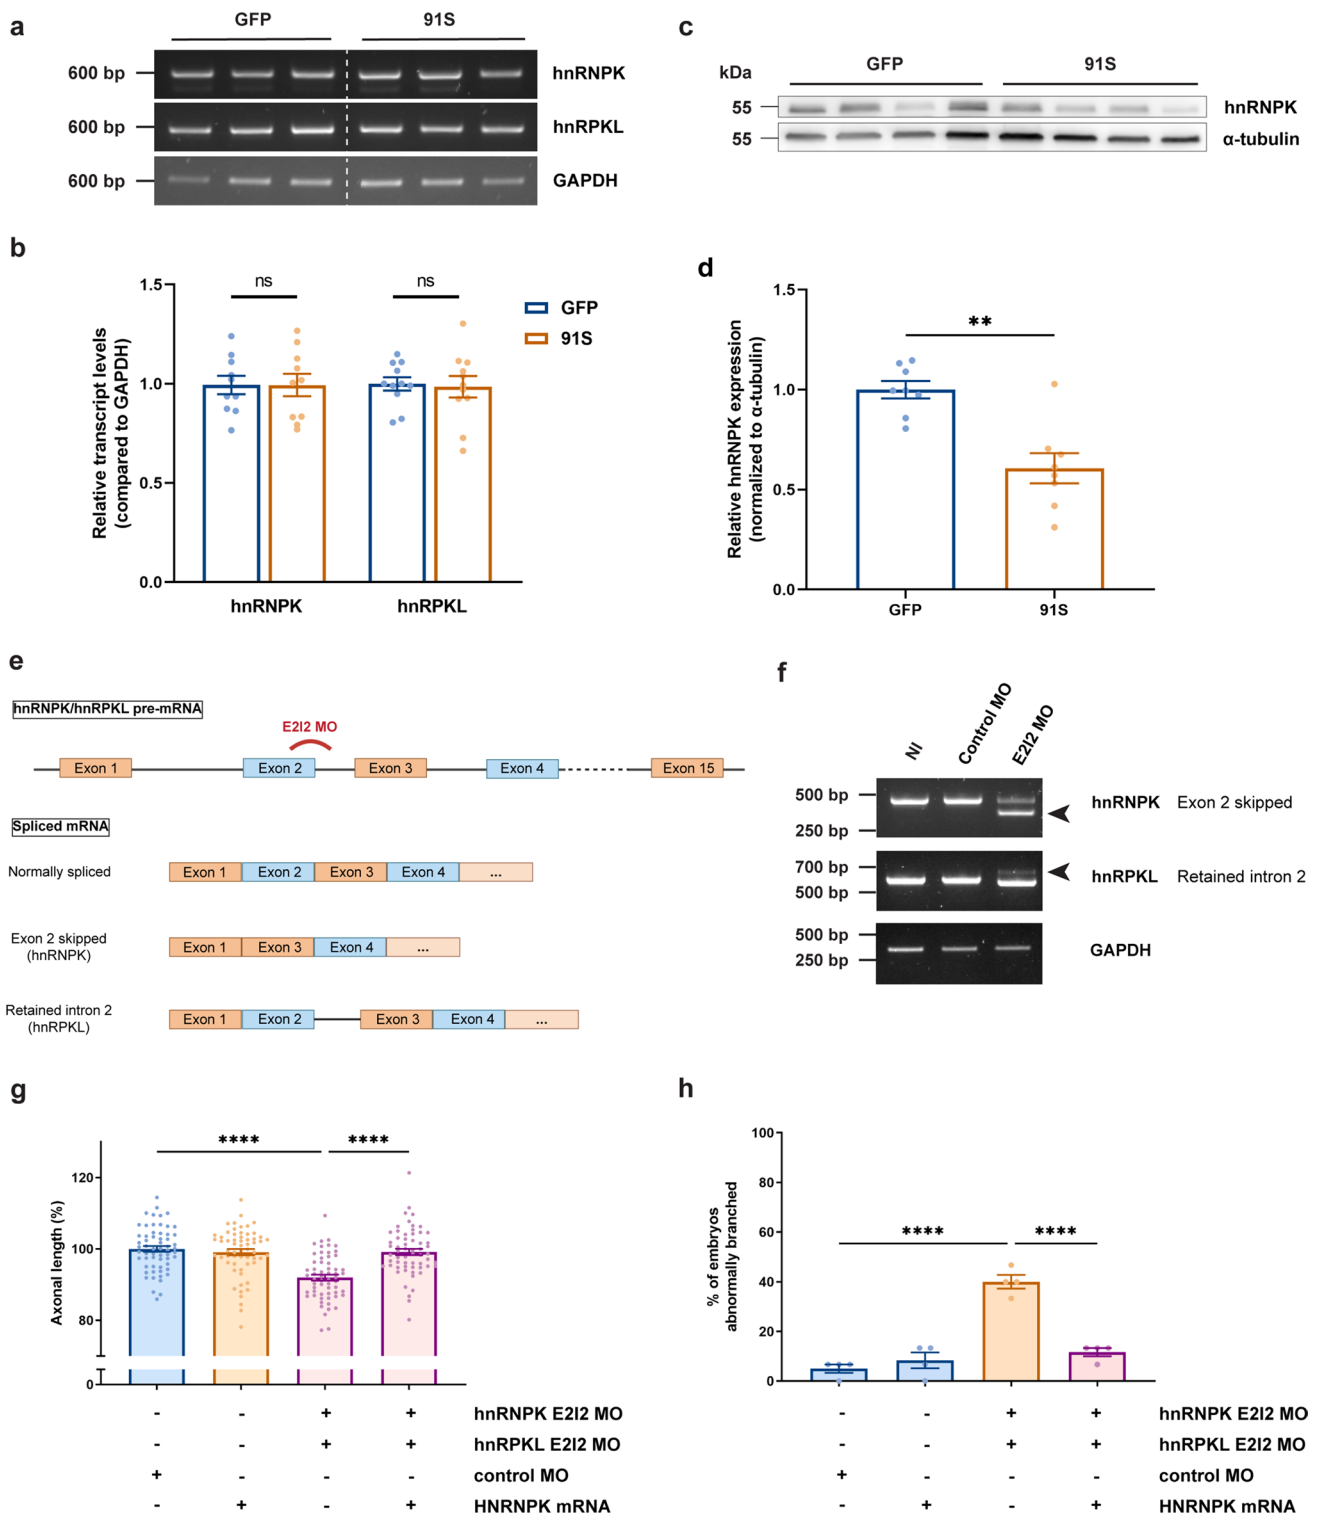 a
GFP 91S
600 bp hnRNPK
600 bp hnRPKL
600 bp GAPDH
b
Relative transcript levels
(compared to GAPDH)
1.5
1.0
0.5
0.0
ns ns
GFP
91S
hnRNPK hnRPKL
c
kDa GFP 91S
55 hnRNPK
55 α-tubulin
d
Relative hnRNPK expression
(normalized to α-tubulin)
1.5
1.0
0.5
0.0
**
GFP 91S
e
hnRNPK/hnRPKL pre-mRNA
E2I2 MO
Exon 1 Exon 2 Exon 3 Exon 4 Exon 15
Spliced mRNA
Normally spliced Exon 1 Exon 2 Exon 3 Exon 4 ...
Exon 2 skipped
(hnRNPK)
Exon 1 Exon 3 Exon 4 ...
Retained intron 2
(hnRPKL)
Exon 1 Exon 2 Exon 3 Exon 4 ...
f
NI Control MO E2I2 MO
500 bp
250 bp
hnRNPK Exon 2 skipped
700 bp
500 bp
hnRPKL Retained intron 2
500 bp
250 bp
GAPDH
g
Axonal length (%)
120
100
80
0
**** ****
- - + + hnRNPK E2I2 MO
- - + + hnRPKL E2I2 MO
+ - - - control MO
- + - + HNRNPK mRNA
h
% of embryos
abnormally branched
100
80
60
40
20
0
**** ****
- - + + hnRNPK E2I2 MO
- - + + hnRPKL E2I2 MO
+ - - - control MO
- + - + HNRNPK mRNA